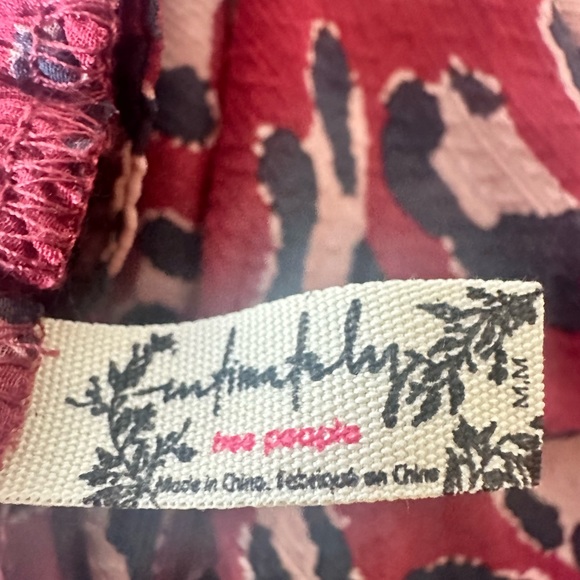 intimately
free people
Made in China. Fabriqué en Chine
M.M